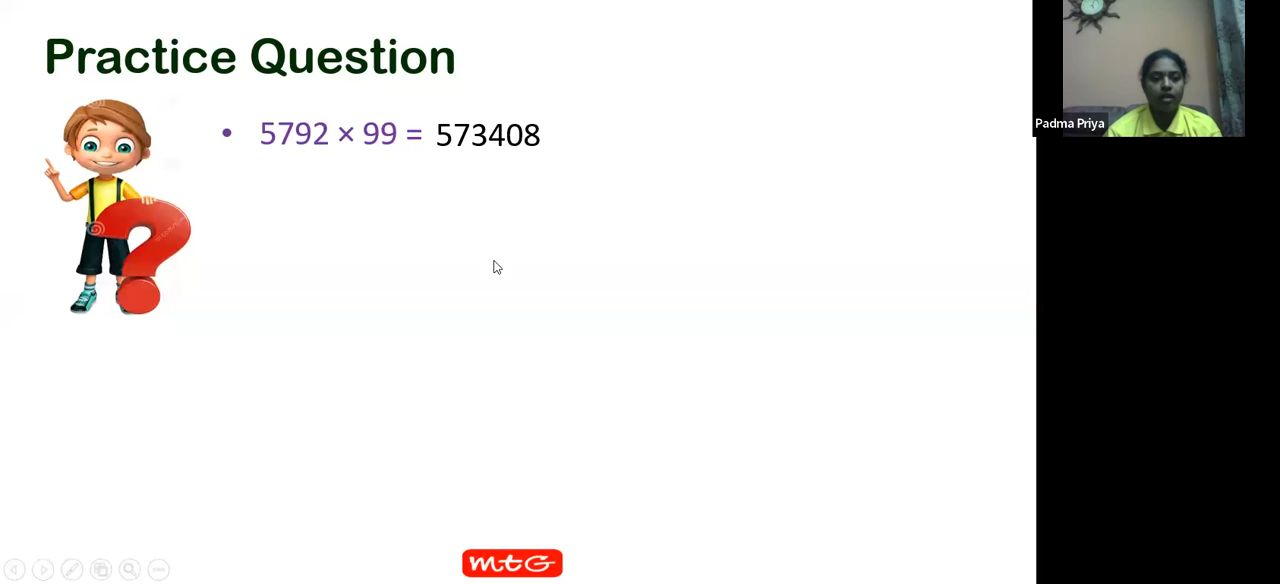 Practice Question
• 5792 × 99 = 573408
Padma Priya
mtG